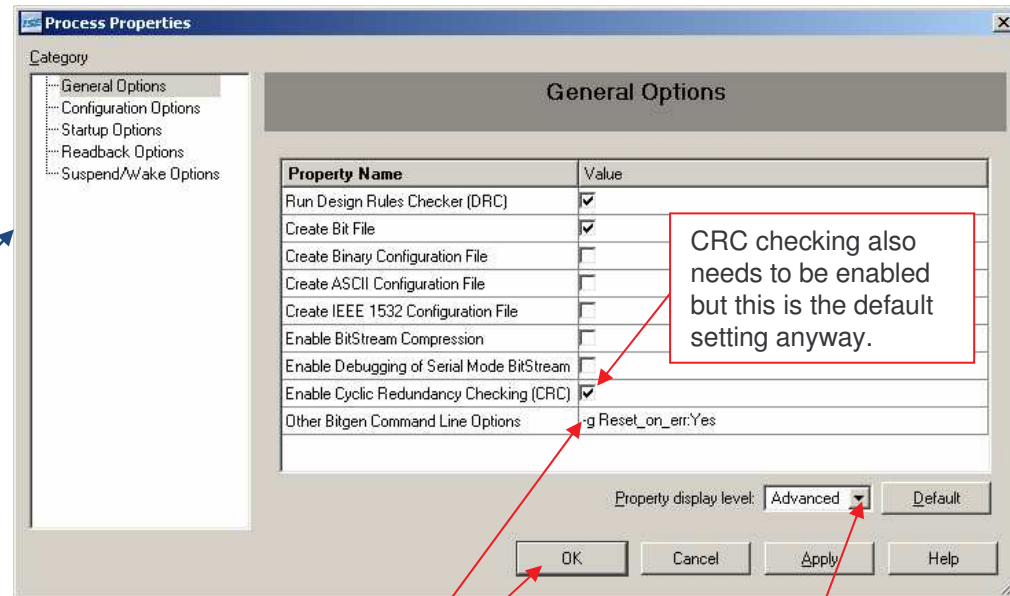 ISE Process Properties
Category
General Options
Configuration Options
Startup Options
Readback Options
Suspend/Wake Options
General Options
Property Name Value
Run Design Rules Checker (DRC)
Create Bit File
Create Binary Configuration File
Create ASCII Configuration File
Create IEEE 1532 Configuration File
Enable BitStream Compression
Enable Debugging of Serial Mode BitStream
Enable Cyclic Redundancy Checking (CRC)
Other Bitgen Command Line Options -g Reset_on_err:Yes
CRC checking also
needs to be enabled
but this is the default
setting anyway.
Property display level: Advanced Default
OK Cancel Apply Help